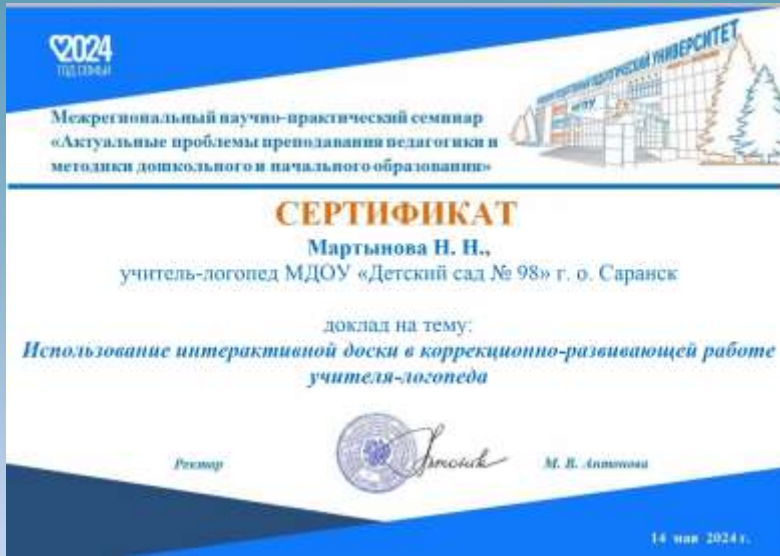 2024
ГОД СЕМЬИ
ПЕДАГОГИЧЕСКИЙ УНИВЕРСИТЕТ
МГПУ
Межрегиональный научно-практический семинар
«Актуальные проблемы преподавания педагогики и
методики дошкольного и начального образования»
СЕРТИФИКАТ
Мартынова Н. Н.,
учитель-логопед МДОУ «Детский сад № 98» г. о. Саранск
доклад на тему:
Использование интерактивной доски в коррекционно-развивающей работе
учителя-логопеда
Ректор
М. В. Антонова
14 мая 2024 г.